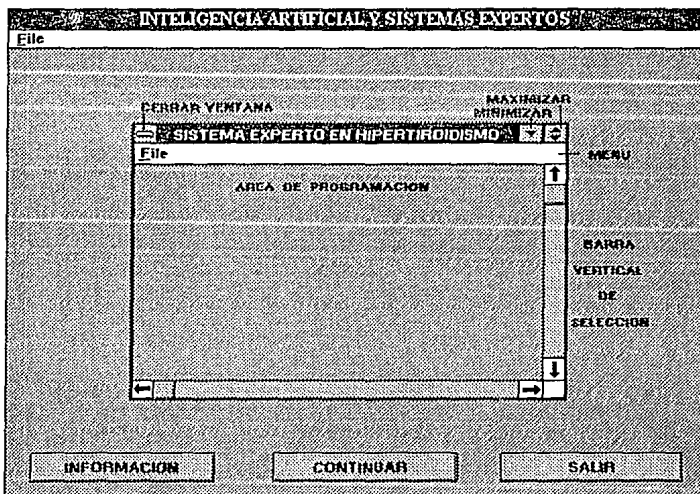 INTELIGENCIA ARTIFICIAL Y SISTEMAS EXPERTOS
File
CERRAR VENTANA
MAXIMIZAR
MINIMIZAR
SISTEMA EXPERTO EN HIPERTIROIDISMO
File
MENU
AREA DE PROGRAMACION
BARRA
VERTICAL
DE
SELECCION
INFORMACION
CONTINUAR
SALIR